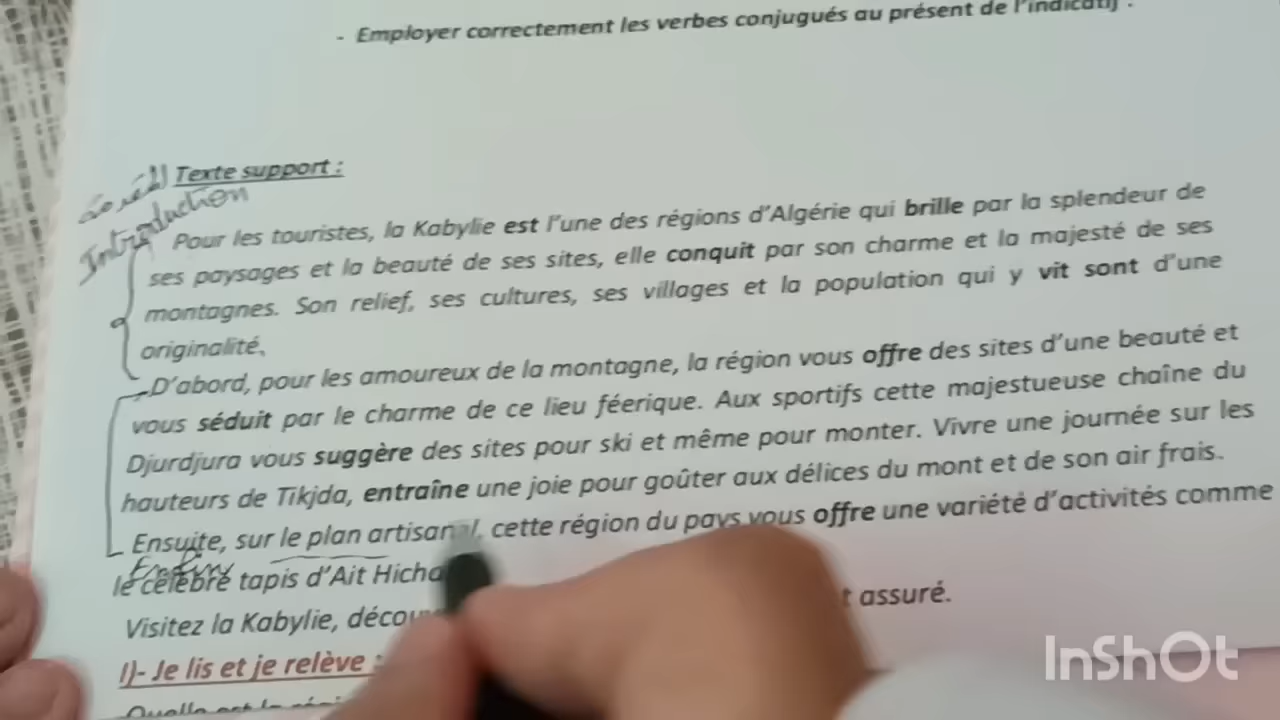 - Employer correctement les verbes conjugués au présent de l'indicatif .
المقدمة
Texte support :
Introduction
Pour les touristes, la Kabylie est l'une des régions d'Algérie qui brille par la splendeur de
ses paysages et la beauté de ses sites, elle conquit par son charme et la majesté de ses
montagnes. Son relief, ses cultures, ses villages et la population qui y vit sont d'une
originalité.
D'abord, pour les amoureux de la montagne, la région vous offre des sites d'une beauté et
vous séduit par le charme de ce lieu féerique. Aux sportifs cette majestueuse chaîne du
Djurdjura vous suggère des sites pour ski et même pour monter. Vivre une journée sur les
hauteurs de Tikjda, entraîne une joie pour goûter aux délices du mont et de son air frais.
Ensuite, sur le plan artisanal, cette région du pays vous offre une variété d'activités comme
Enfin
le célèbre tapis d'Ait Hicha
Visitez la Kabylie, découv t assuré.
I)- Je lis et je relève :
Quelle est la
InShOt